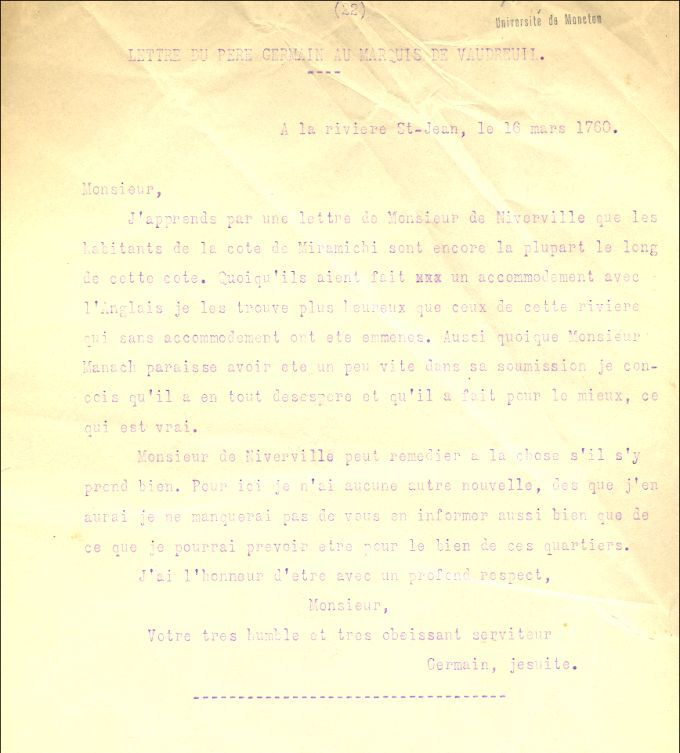 (22)
Université de Moncton
LETTRE DU PERE GERMAIN AU MARQUIS DE VAUDREUIL.
----
A la riviere St-Jean, le 16 mars 1760.
Monsieur,
J'apprends par une lettre de Monsieur de Niverville que les
habitants de la cote de Miramichi sont encore la plupart le long
de cette cote. Quoiqu'ils aient fait xxx un accommodement avec
l'Anglais je les trouve plus heureux que ceux de cette riviere
qui sans accommodement ont ete emmenes. Aussi quoique Monsieur
Manach paraisse avoir ete un peu vite dans sa soumission je con-
cois qu'il a en tout desespere et qu'il a fait pour le mieux, ce
qui est vrai.
Monsieur de Niverville peut remedier a la chose s'il s'y
prend bien. Pour ici je n'ai aucune autre nouvelle, des que j'en
aurai je ne manquerai pas de vous en informer aussi bien que de
ce que je pourrai prevoir etre pour le bien de ces quartiers.
J'ai l'honneur d'etre avec un profond respect,
Monsieur,
Votre tres humble et tres obeissant serviteur
Germain, jesuite.
-----------------------------------